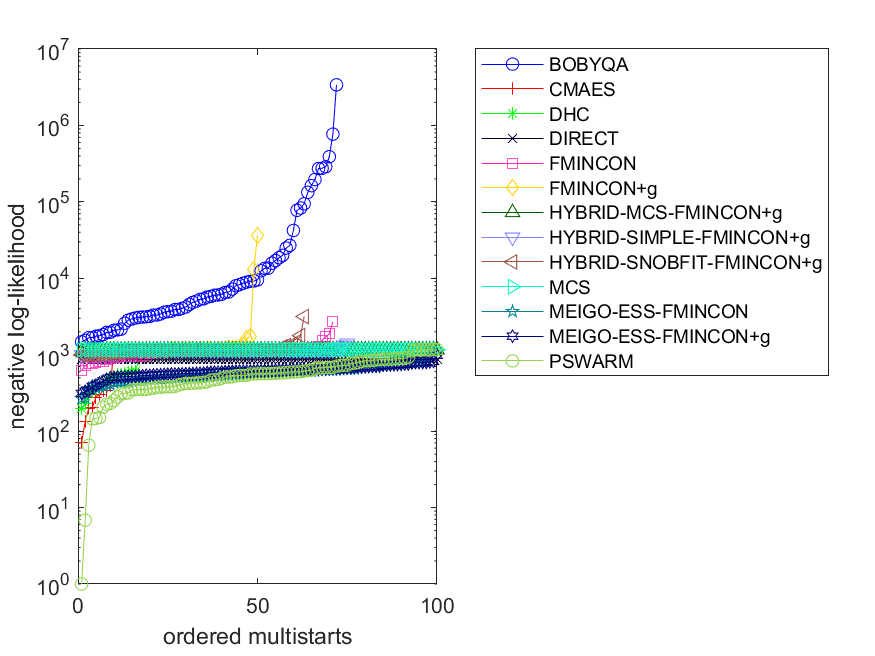 10^7
10^6
10^5
10^4
10^3
10^2
10^1
10^0
negative log-likelihood
0 50 100
ordered multistarts
BOBYQA
CMAES
DHC
DIRECT
FMINCON
FMINCON+g
HYBRID-MCS-FMINCON+g
HYBRID-SIMPLE-FMINCON+g
HYBRID-SNOBFIT-FMINCON+g
MCS
MEIGO-ESS-FMINCON
MEIGO-ESS-FMINCON+g
PSWARM